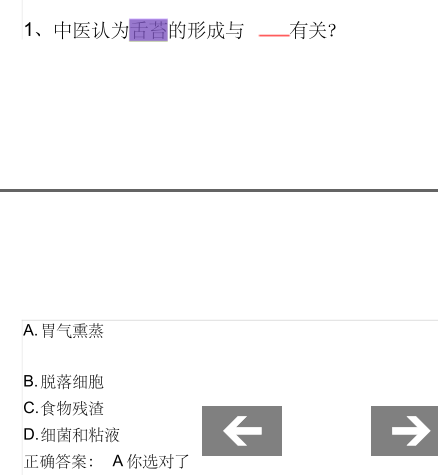 1、中医认为舌苔的形成与 ___有关?
A.胃气熏蒸
B.脱落细胞
C.食物残渣
D.细菌和粘液
正确答案： A 你选对了